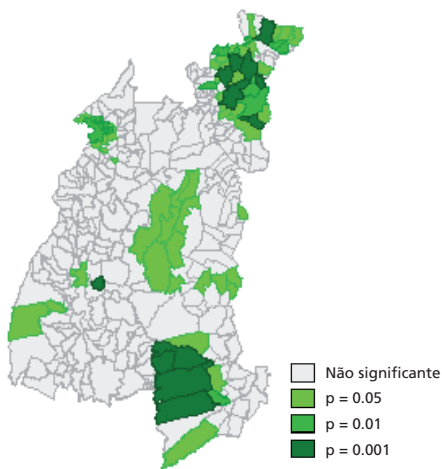 Não significante
p = 0.05
p = 0.01
p = 0.001